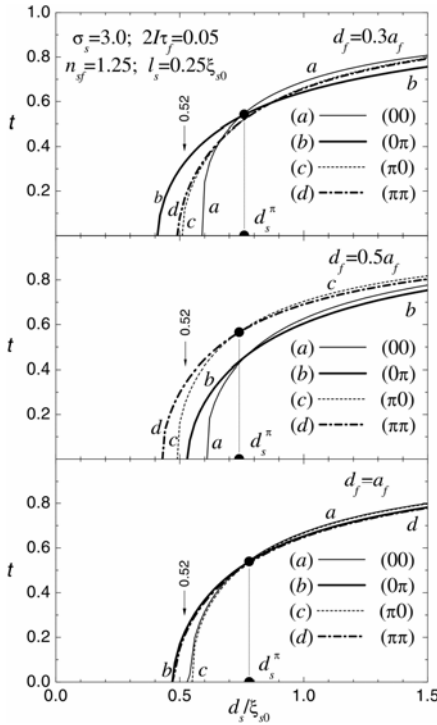 1.0
σs=3.0; 2Iτf=0.05
df=0.3af
nsf=1.25; ls=0.25ξs0
0.8
a
b
0.52
0.6
t
(a) (00)
(b) (0π)
0.4
(c) (π0)
(d) (ππ)
b
0.2
d
c
a
dsπ
df=0.5af
0.8
c
b
0.52
0.6
t
(a) (00)
(b) (0π)
0.4
(c) (π0)
b
(d) (ππ)
0.2
d
c
a
dsπ
df=af
0.8
a
d
0.52
0.6
t
(a) (00)
(b) (0π)
0.4
(c) (π0)
(d) (ππ)
0.2
b
c
dsπ
0.0
0.0
0.5
1.0
1.5
ds/ξs0